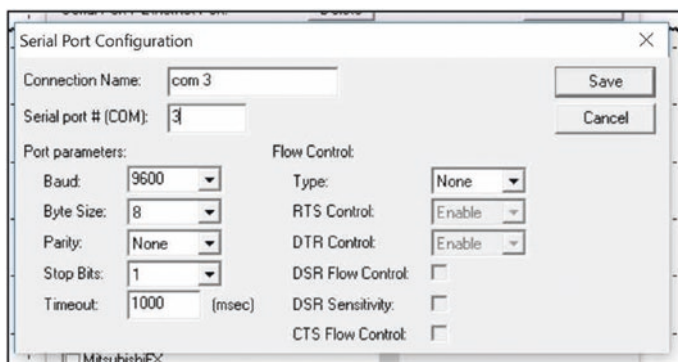 Serial Port Configuration
Connection Name: com 3
Save
Serial port # (COM): 3
Cancel
Port parameters:
Flow Control:
Baud: 9600
Type: None
Byte Size: 8
RTS Control: Enable
Parity: None
DTR Control: Enable
Stop Bits: 1
DSR Flow Control:
Timeout: 1000 (msec)
DSR Sensitivity:
CTS Flow Control:
MitsubishiFX